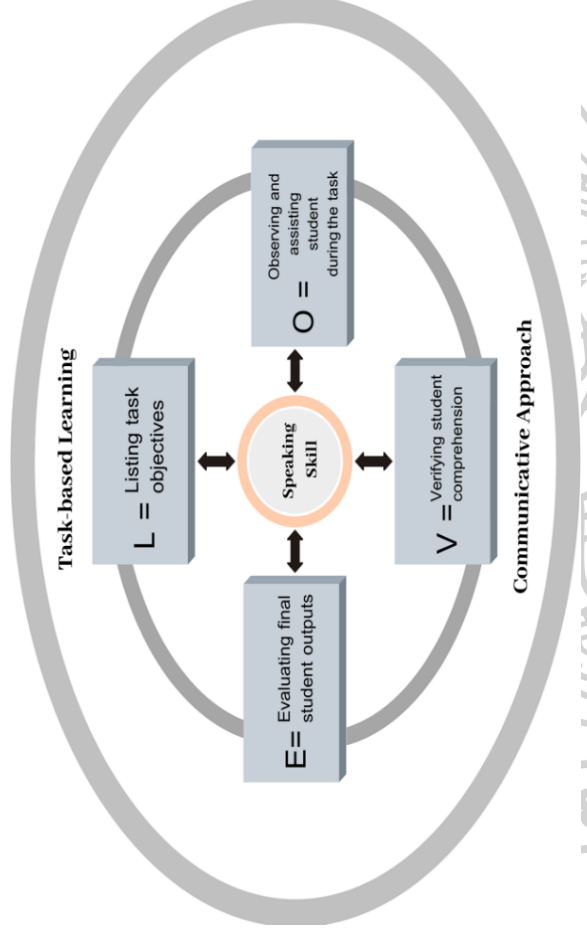 Task-based Learning
L = Listing task
objectives
E= Evaluating final
student outputs
Speaking
Skill
O = Observing and
assisting
student
during the task
V = Verifying student
comprehension
Communicative Approach